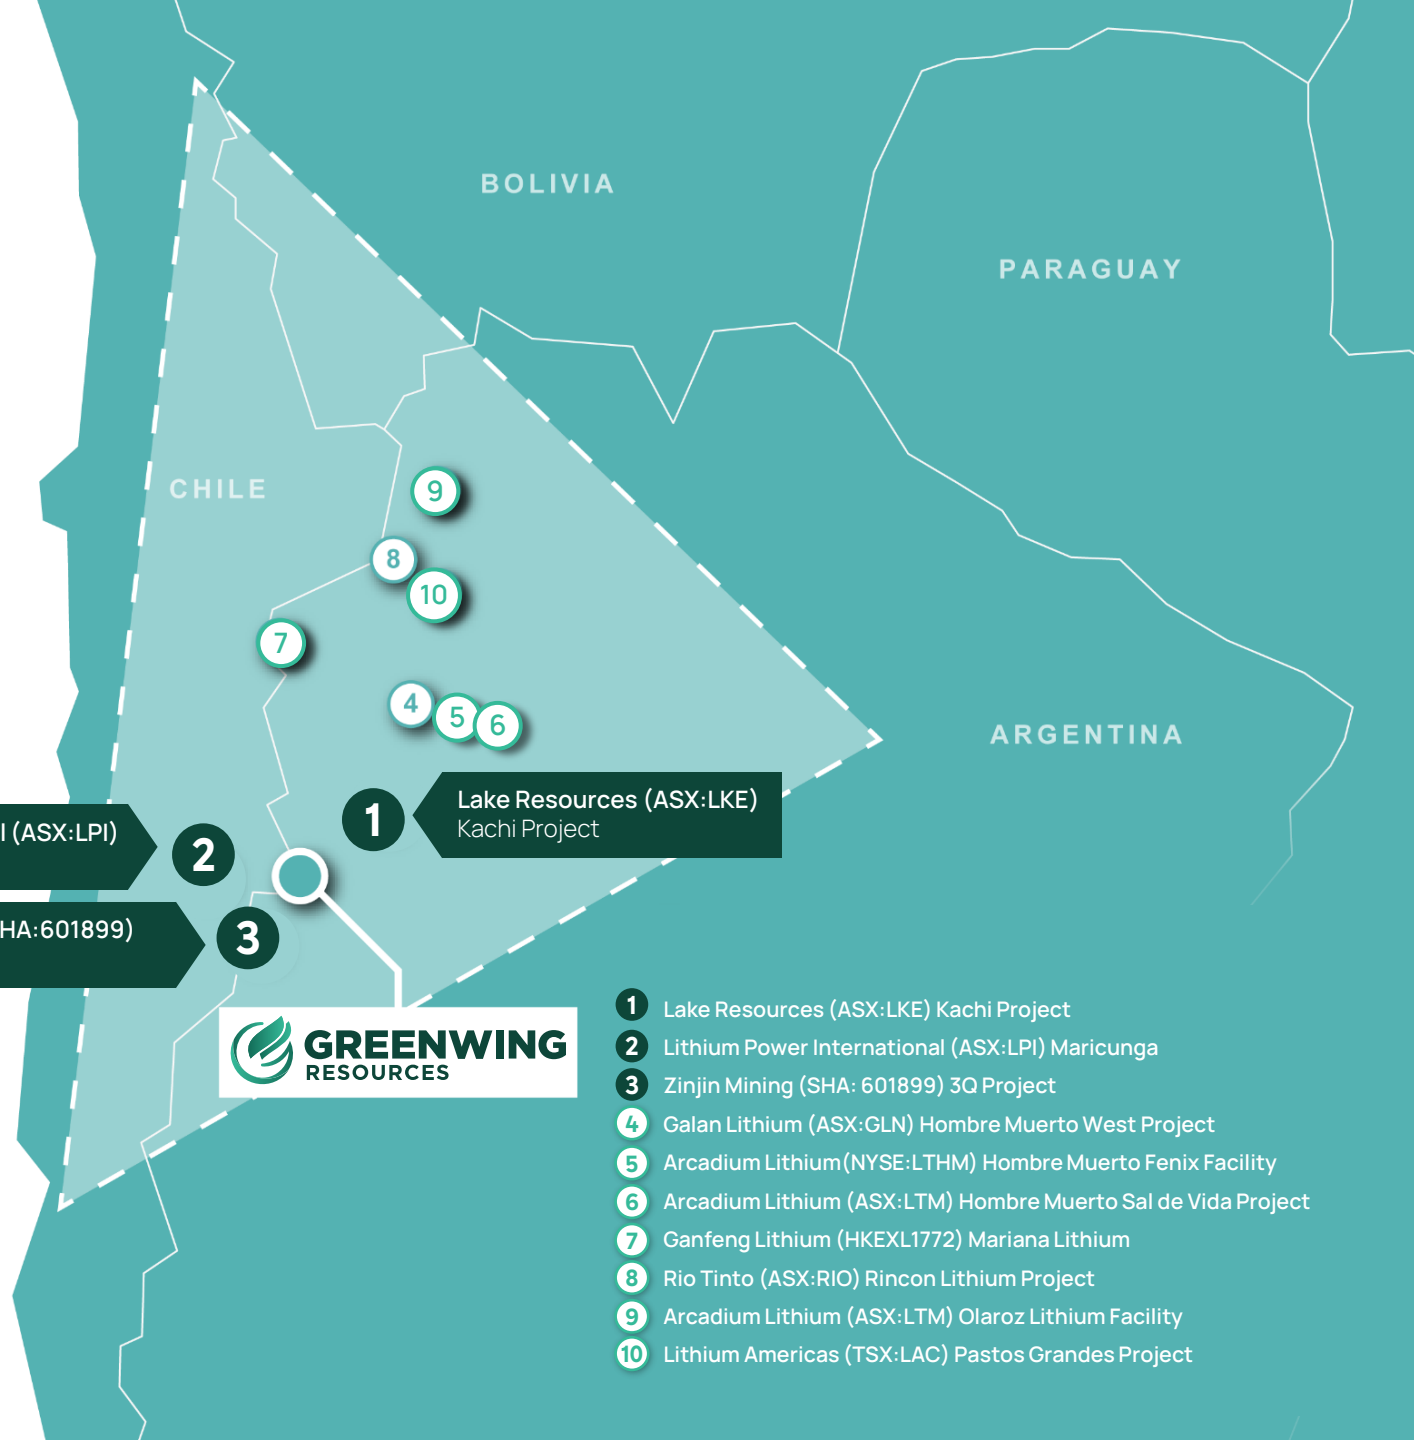 BOLIVIA
PARAGUAY
CHILE
9
8
10
7
4
5
6
ARGENTINA
1
Lake Resources (ASX:LKE)
Kachi Project
(ASX:LPI)
2
HA:601899)
3
GREENWING
RESOURCES
1 Lake Resources (ASX:LKE) Kachi Project
2 Lithium Power International (ASX:LPI) Maricunga
3 Zinjin Mining (SHA: 601899) 3Q Project
4 Galan Lithium (ASX:GLN) Hombre Muerto West Project
5 Arcadium Lithium(NYSE:LTHM) Hombre Muerto Fenix Facility
6 Arcadium Lithium (ASX:LTM) Hombre Muerto Sal de Vida Project
7 Ganfeng Lithium (HKEXL1772) Mariana Lithium
8 Rio Tinto (ASX:RIO) Rincon Lithium Project
9 Arcadium Lithium (ASX:LTM) Olaroz Lithium Facility
10 Lithium Americas (TSX:LAC) Pastos Grandes Project